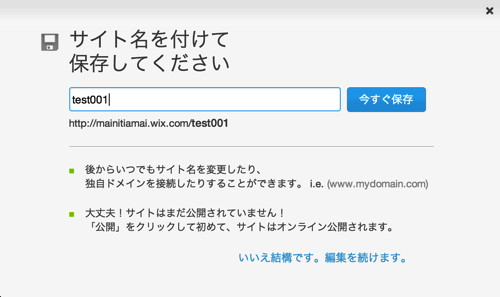 サイト名を付けて
保存してください
test001
今すぐ保存
http://mainitiamai.wix.com/test001
後からいつでもサイト名を変更したり、
独自ドメインを接続したりすることができます。 i.e. (www.mydomain.com)
大丈夫！サイトはまだ公開されていません！
「公開」をクリックして初めて、サイトはオンライン公開されます。
いいえ結構です。編集を続けます。